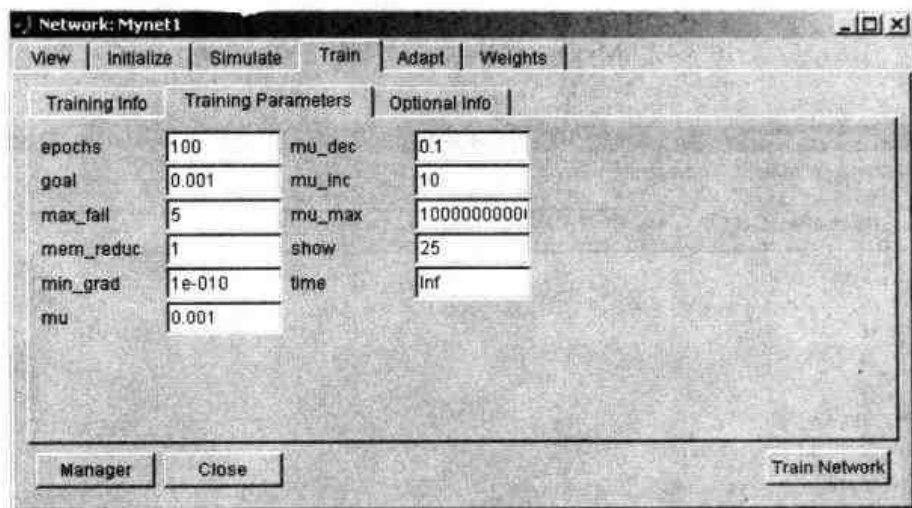 Network: Mynet1
View Initialize Simulate Train Adapt Weights
Training Info Training Parameters Optional Info
epochs 100 mu_dec 0.1
goal 0.001 mu_inc 10
max_fail 5 mu_max 1000000000
mem_reduc 1 show 25
min_grad 1e-010 time Inf
mu 0.001
Manager Close Train Network